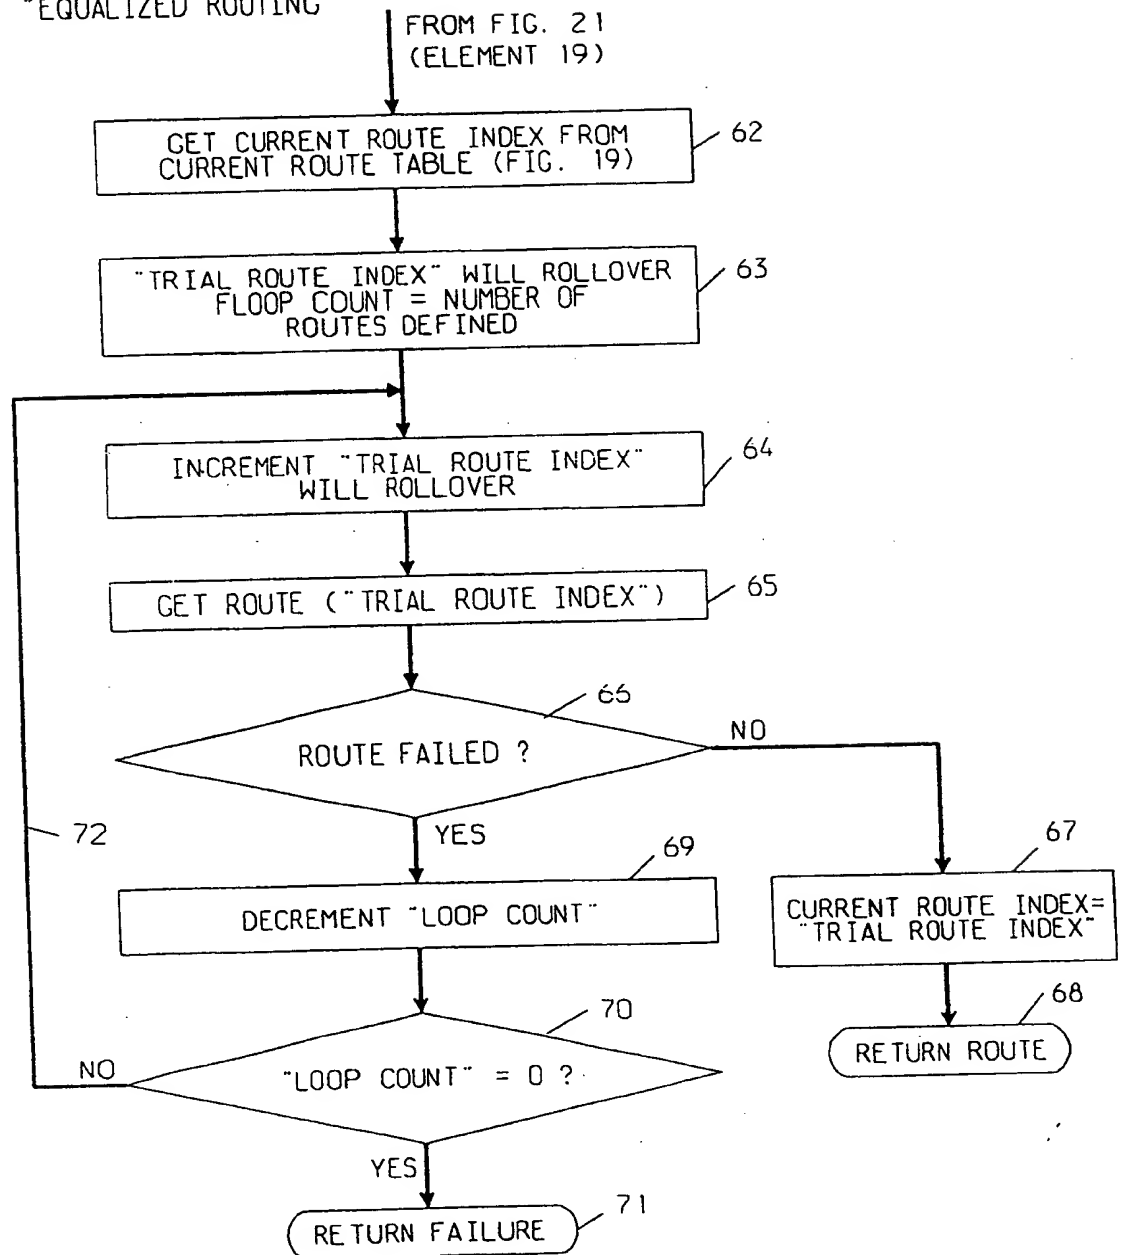 "EQUALIZED ROUTING
FROM FIG. 21
(ELEMENT 19)
GET CURRENT ROUTE INDEX FROM
CURRENT ROUTE TABLE (FIG. 19)
62
"TRIAL ROUTE INDEX" WILL ROLLOVER
FLOOP COUNT = NUMBER OF
ROUTES DEFINED
63
INCREMENT "TRIAL ROUTE INDEX"
WILL ROLLOVER
64
GET ROUTE ("TRIAL ROUTE INDEX")
65
66
ROUTE FAILED ?
NO
YES
72
69
67
DECREMENT "LOOP COUNT"
CURRENT ROUTE INDEX=
"TRIAL ROUTE INDEX"
70
68
RETURN ROUTE
NO
"LOOP COUNT" = 0 ?
YES
71
RETURN FAILURE